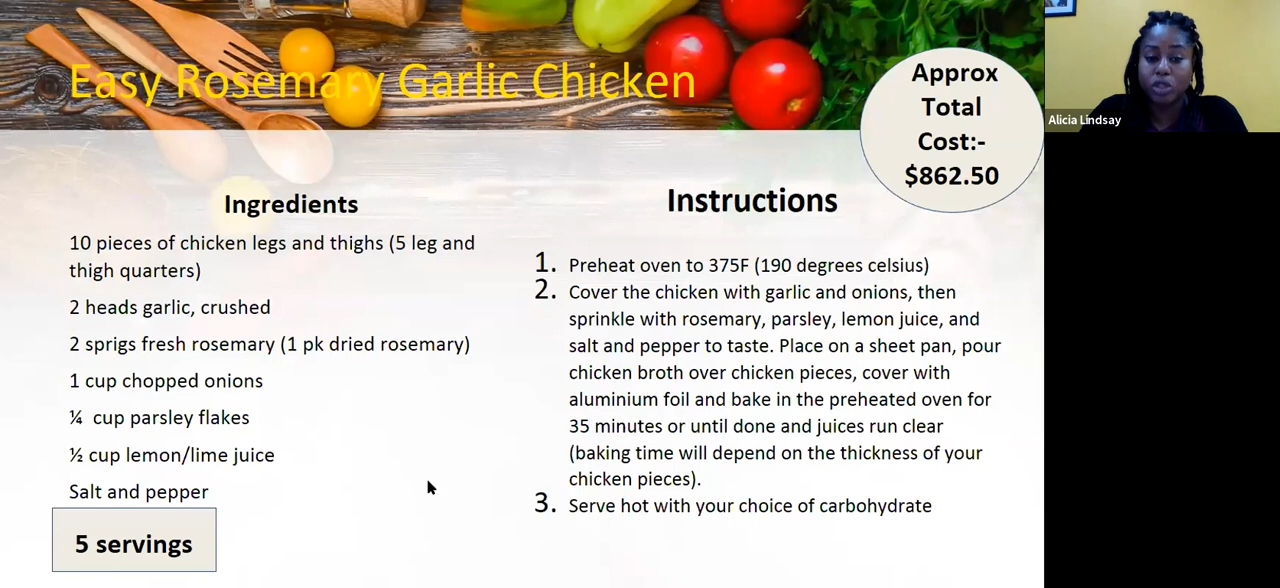 Easy Rosemary Garlic Chicken
Approx
Total
Cost:-
$862.50
Alicia Lindsay
Ingredients
10 pieces of chicken legs and thighs (5 leg and
thigh quarters)
2 heads garlic, crushed
2 sprigs fresh rosemary (1 pk dried rosemary)
1 cup chopped onions
¼  cup parsley flakes
½ cup lemon/lime juice
Salt and pepper
5 servings
Instructions
1. Preheat oven to 375F (190 degrees celsius)
2. Cover the chicken with garlic and onions, then
sprinkle with rosemary, parsley, lemon juice, and
salt and pepper to taste. Place on a sheet pan, pour
chicken broth over chicken pieces, cover with
aluminium foil and bake in the preheated oven for
35 minutes or until done and juices run clear
(baking time will depend on the thickness of your
chicken pieces).
3. Serve hot with your choice of carbohydrate